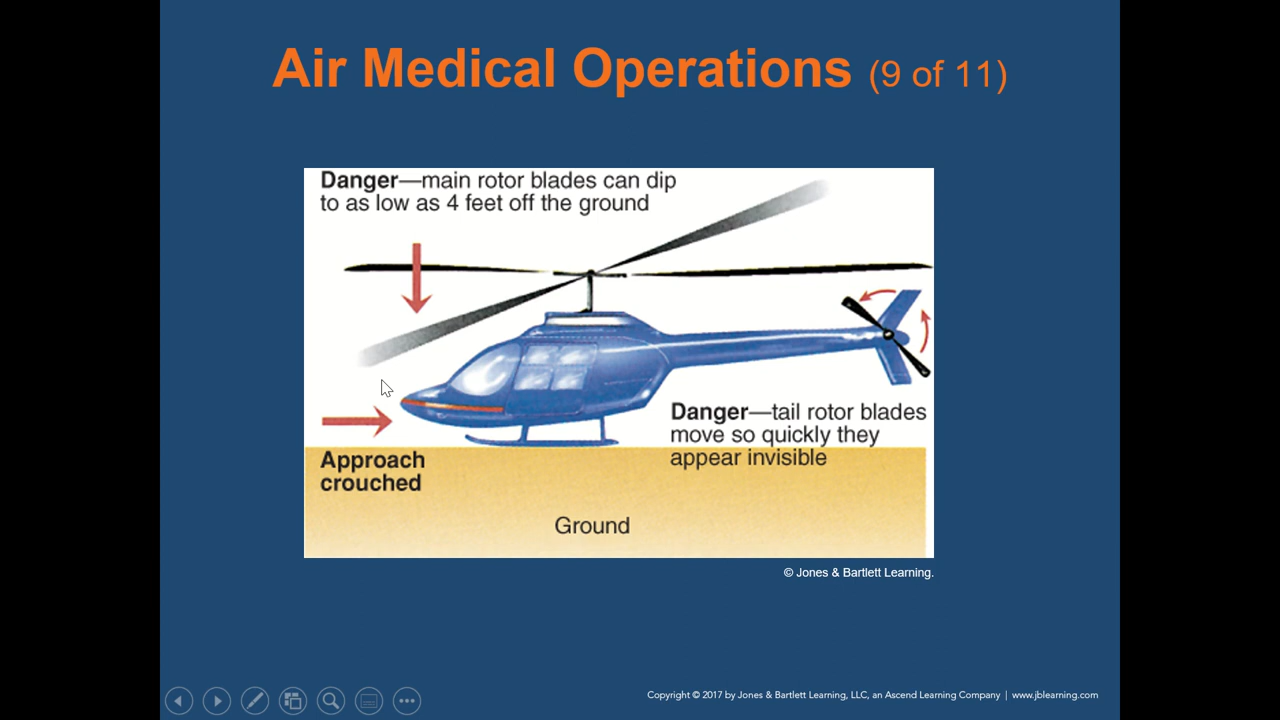 Air Medical Operations (9 of 11)
Danger—main rotor blades can dip
to as low as 4 feet off the ground
Approach
crouched
Danger—tail rotor blades
move so quickly they
appear invisible
Ground
© Jones & Bartlett Learning.
Copyright © 2017 by Jones & Bartlett Learning, LLC, an Ascend Learning Company | www.jblearning.com